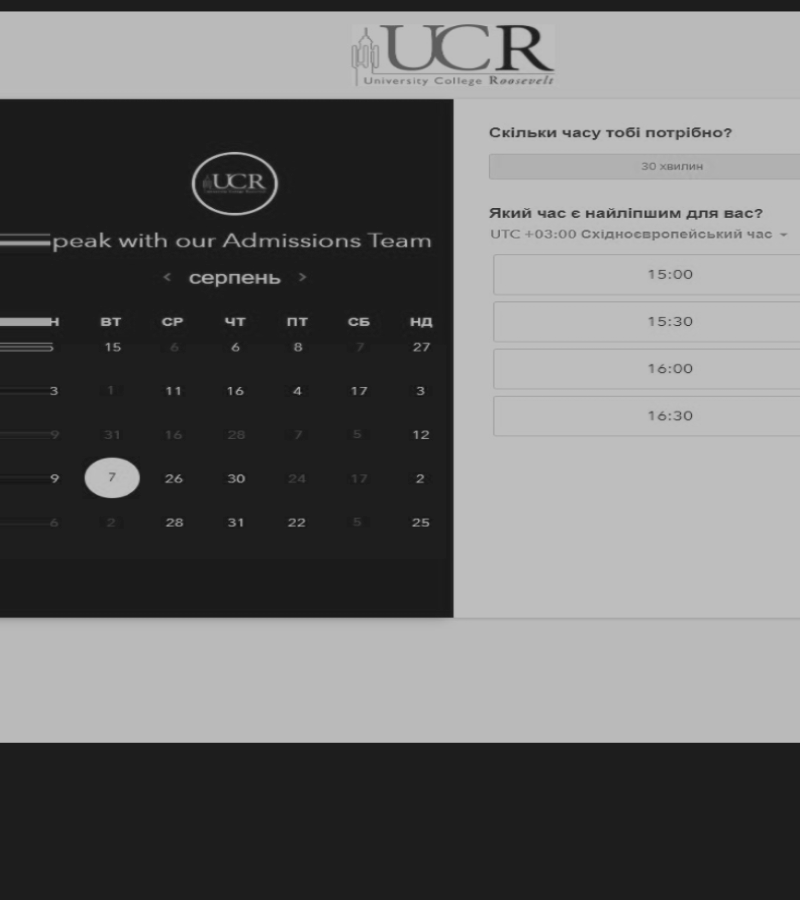 UCR
University College Roosevelt
UCR
peak with our Admissions Team
< серпень >
Н ВТ СР ЧТ ПТ СБ НД
5 15 6 6 8 7 27
3 1 11 16 4 17 3
9 31 16 28 7 5 12
9 7 26 30 24 17 2
6 2 28 31 22 5 25
Скільки часу тобі потрібно?
30 хвилин
Який час є найліпшим для вас?
UTC +03:00 Східноєвропейський час
15:00
15:30
16:00
16:30